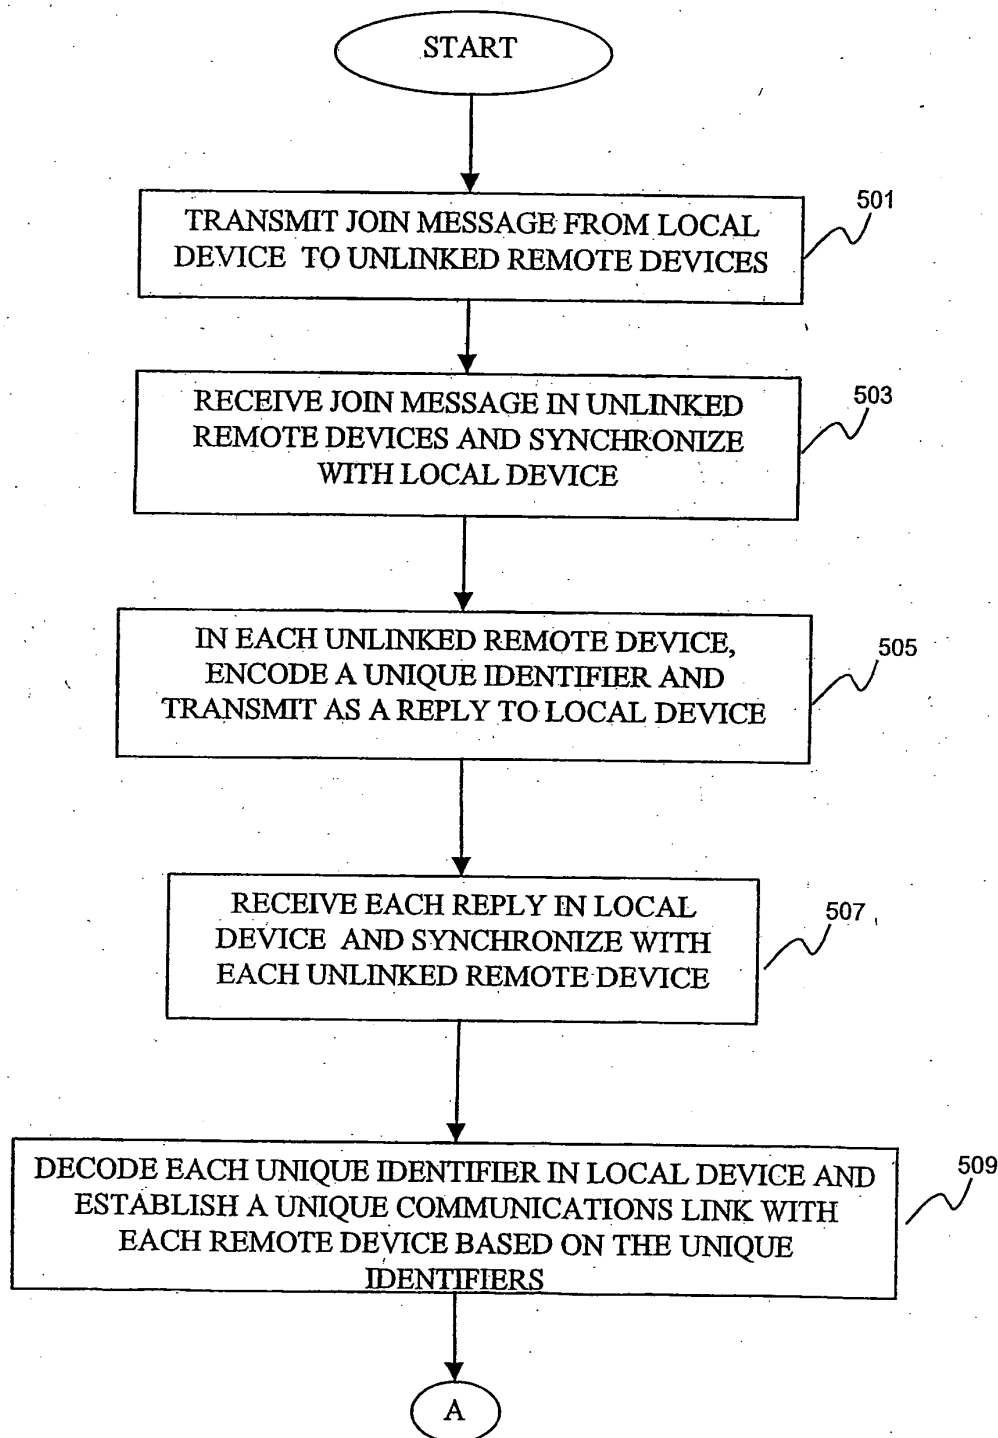 START
501
TRANSMIT JOIN MESSAGE FROM LOCAL
DEVICE TO UNLINKED REMOTE DEVICES
503
RECEIVE JOIN MESSAGE IN UNLINKED
REMOTE DEVICES AND SYNCHRONIZE
WITH LOCAL DEVICE
505
IN EACH UNLINKED REMOTE DEVICE,
ENCODE A UNIQUE IDENTIFIER AND
TRANSMIT AS A REPLY TO LOCAL DEVICE
507
RECEIVE EACH REPLY IN LOCAL
DEVICE AND SYNCHRONIZE WITH
EACH UNLINKED REMOTE DEVICE
509
DECODE EACH UNIQUE IDENTIFIER IN LOCAL DEVICE AND
ESTABLISH A UNIQUE COMMUNICATIONS LINK WITH
EACH REMOTE DEVICE BASED ON THE UNIQUE
IDENTIFIERS
A